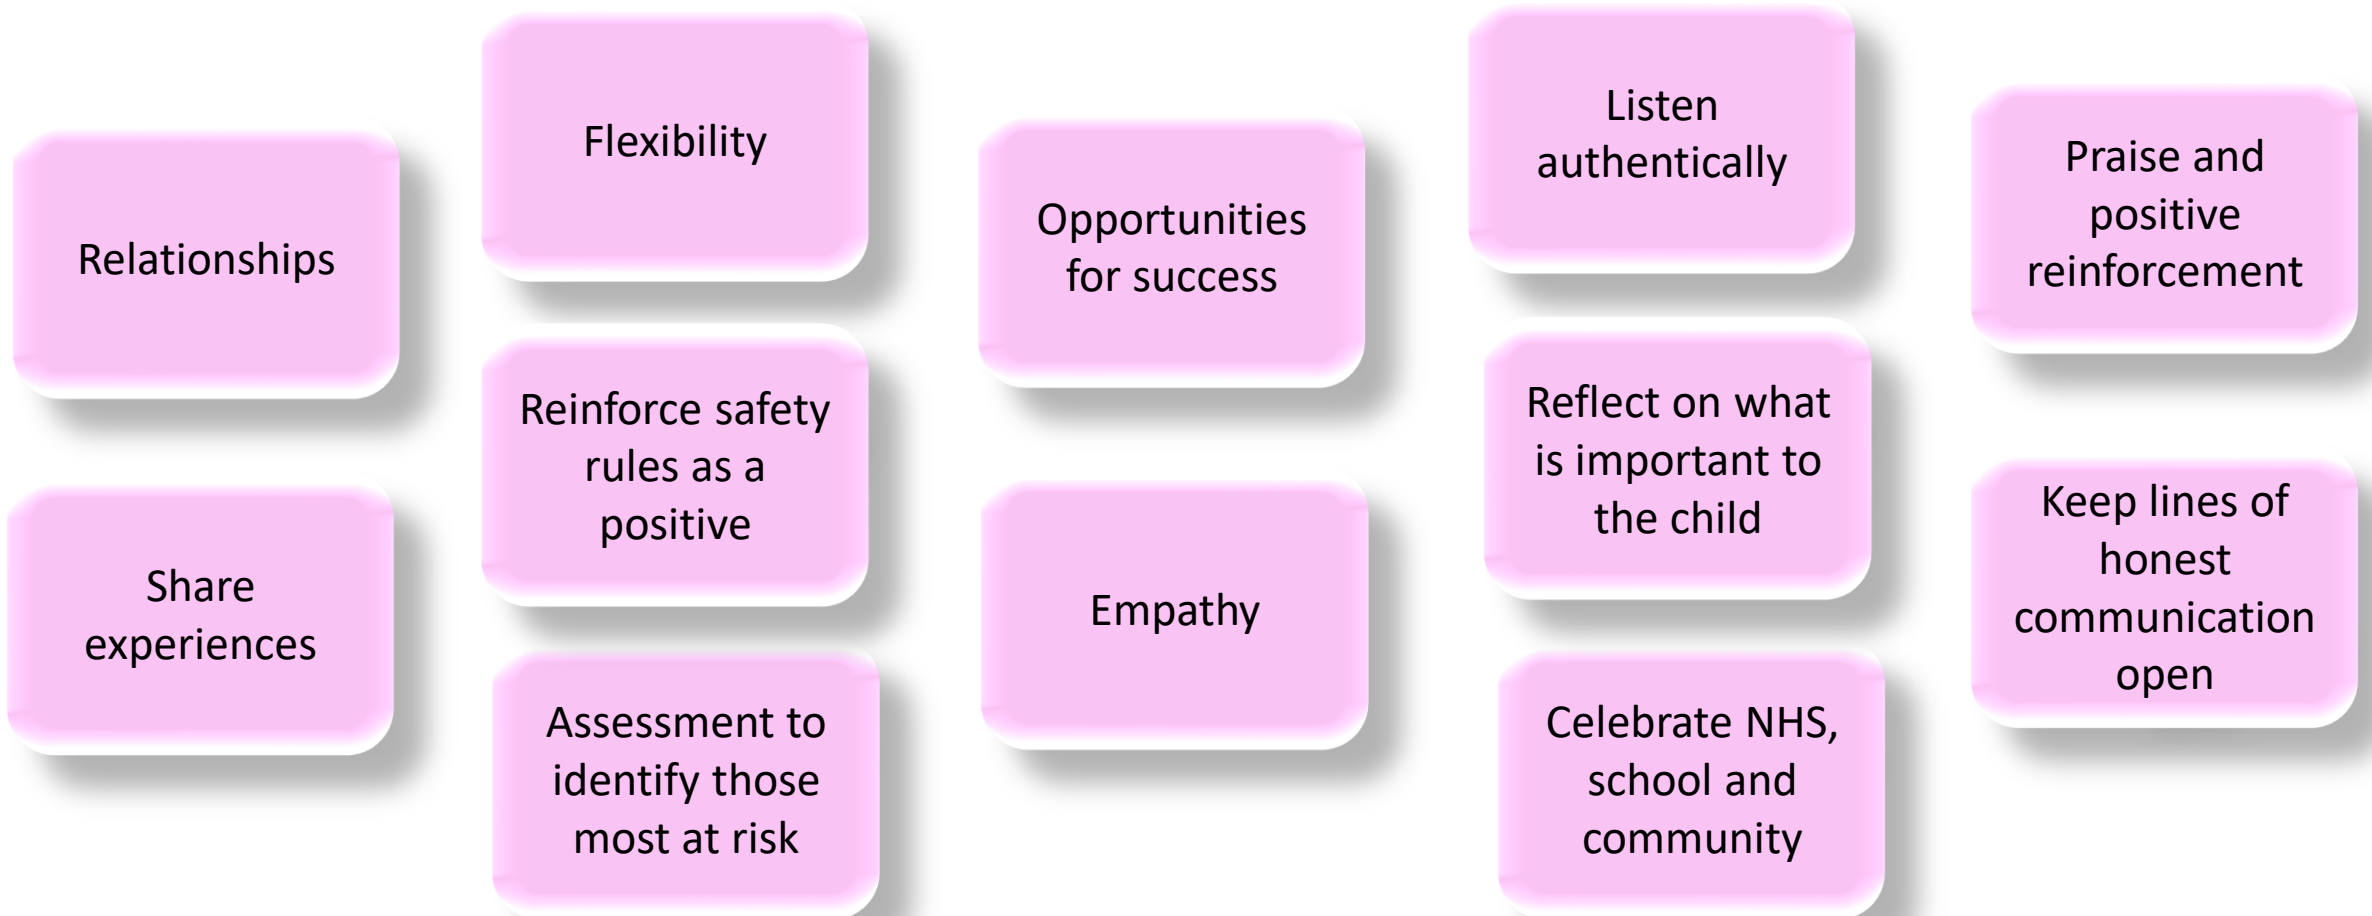 Relationships
Share
experiences
Flexibility
Reinforce safety
rules as a
positive
Assessment to
identify those
most at risk
Opportunities
for success
Empathy
Listen
authentically
Reflect on what
is important to
the child
Celebrate NHS,
school and
community
Praise and
positive
reinforcement
Keep lines of
honest
communication
open